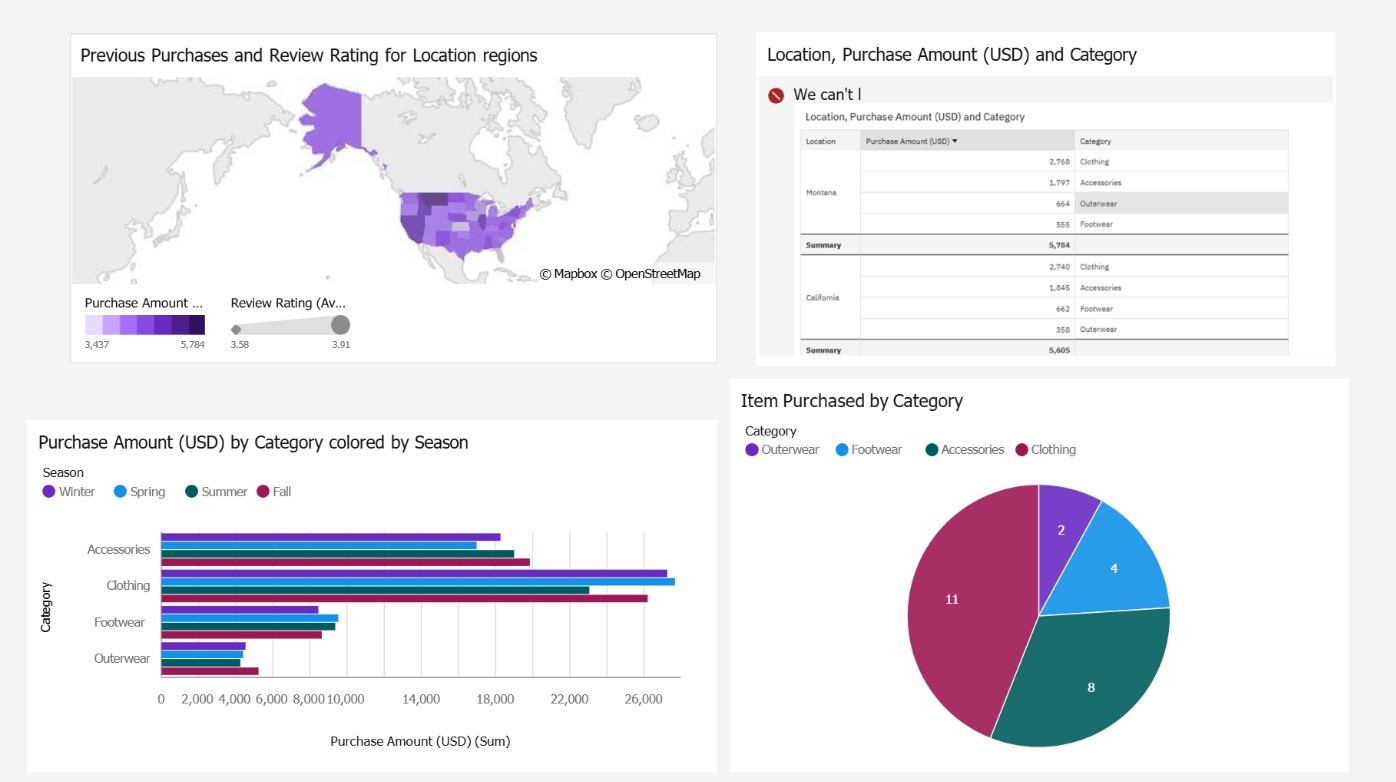 Previous Purchases and Review Rating for Location regions
© Mapbox © OpenStreetMap
Purchase Amount ... Review Rating (Av...
3,437 5,784 3.58 3.91
Location, Purchase Amount (USD) and Category
We can't l
Location, Purchase Amount (USD) and Category
Location Purchase Amount (USD) Category
Montana
2,768 Clothing
1,797 Accessories
664 Outerwear
555 Footwear
Summary 5,784
California
2,740 Clothing
1,845 Accessories
662 Footwear
358 Outerwear
Summary 5,605
Purchase Amount (USD) by Category colored by Season
Season
Winter Spring Summer Fall
Category
Accessories
Clothing
Footwear
Outerwear
0 2,000 4,000 6,000 8,000 10,000 14,000 18,000 22,000 26,000
Purchase Amount (USD) (Sum)
Item Purchased by Category
Category
Outerwear Footwear Accessories Clothing
2
4
11
8